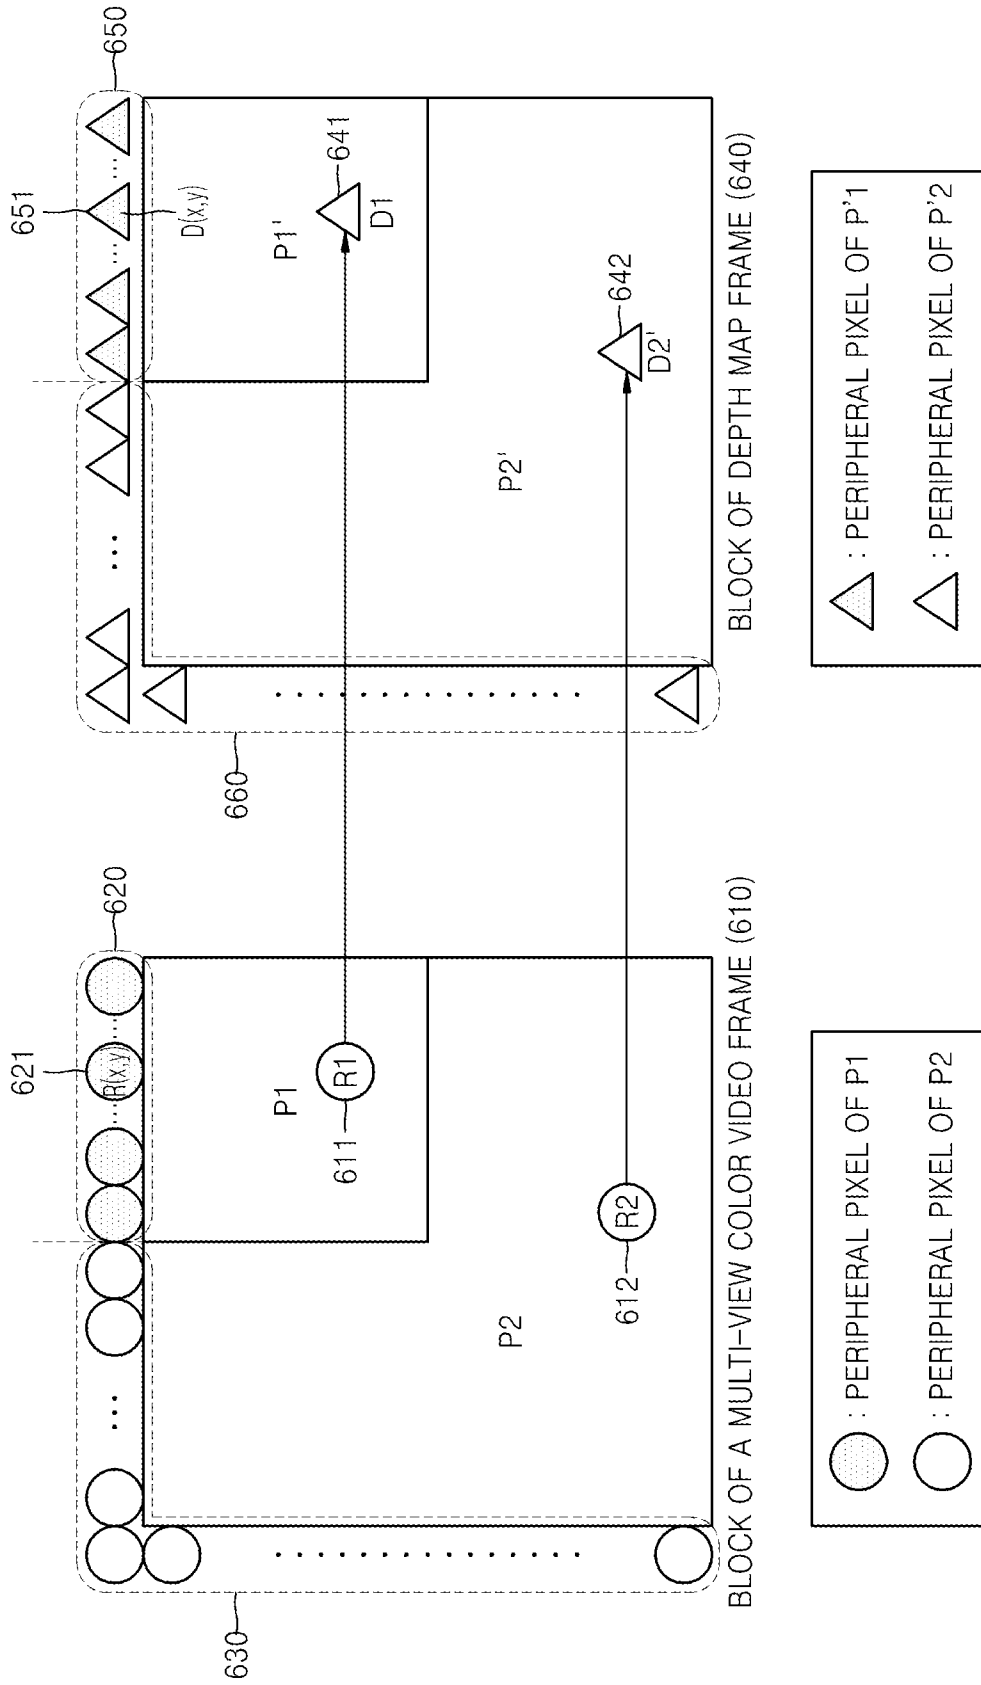 620
621
R(x,y)
P1
R1
611
P2
R2
612
630
BLOCK OF A MULTI-VIEW COLOR VIDEO FRAME (610)
: PERIPHERAL PIXEL OF P1
: PERIPHERAL PIXEL OF P2
650
651
D(x,y)
P1'
641
D1
642
D2'
P2'
660
BLOCK OF DEPTH MAP FRAME (640)
: PERIPHERAL PIXEL OF P'1
: PERIPHERAL PIXEL OF P'2